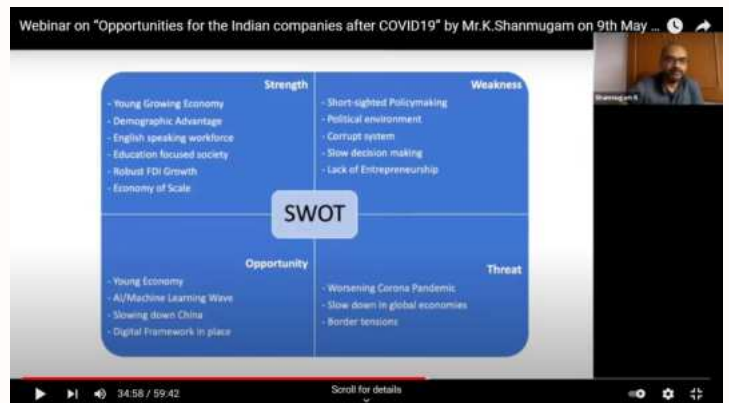 Webinar on "Opportunities for the Indian companies after COVID19" by Mr.K.Shanmugam on 9th May ...
Shanmugam K
Strength
- Young Growing Economy
- Demographic Advantage
- English speaking workforce
- Education focused society
- Robust FDI Growth
- Economy of Scale
Weakness
- Short-sighted Policymaking
- Political environment
- Corrupt system
- Slow decision making
- Lack of Entrepreneurship
SWOT
Opportunity
- Young Economy
- AI/Machine Learning Wave
- Slowing down China
- Digital Framework in place
Threat
- Worsening Corona Pandemic
- Slow down in global economies
- Border tensions
34:58 / 59:42
Scroll for details